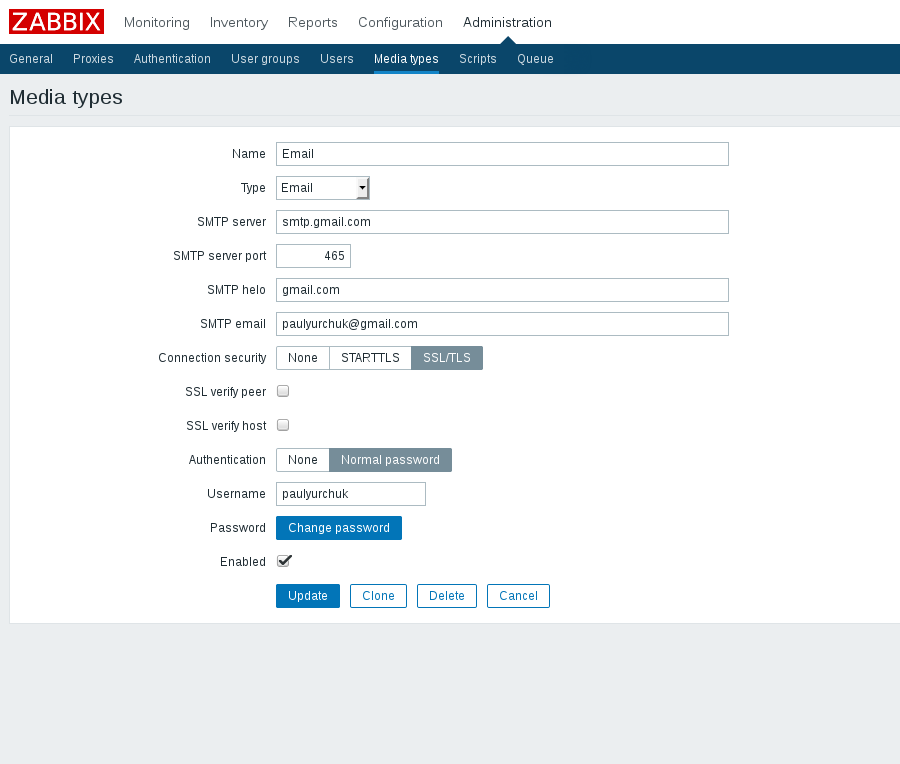 ZABBIX Monitoring Inventory Reports Configuration Administration
General Proxies Authentication User groups Users Media types Scripts Queue
Media types
Name Email
Type Email
SMTP server smtp.gmail.com
SMTP server port 465
SMTP helo gmail.com
SMTP email paulyurchuk@gmail.com
Connection security None STARTTLS SSL/TLS
SSL verify peer
SSL verify host
Authentication None Normal password
Username paulyurchuk
Password Change password
Enabled
Update Clone Delete Cancel